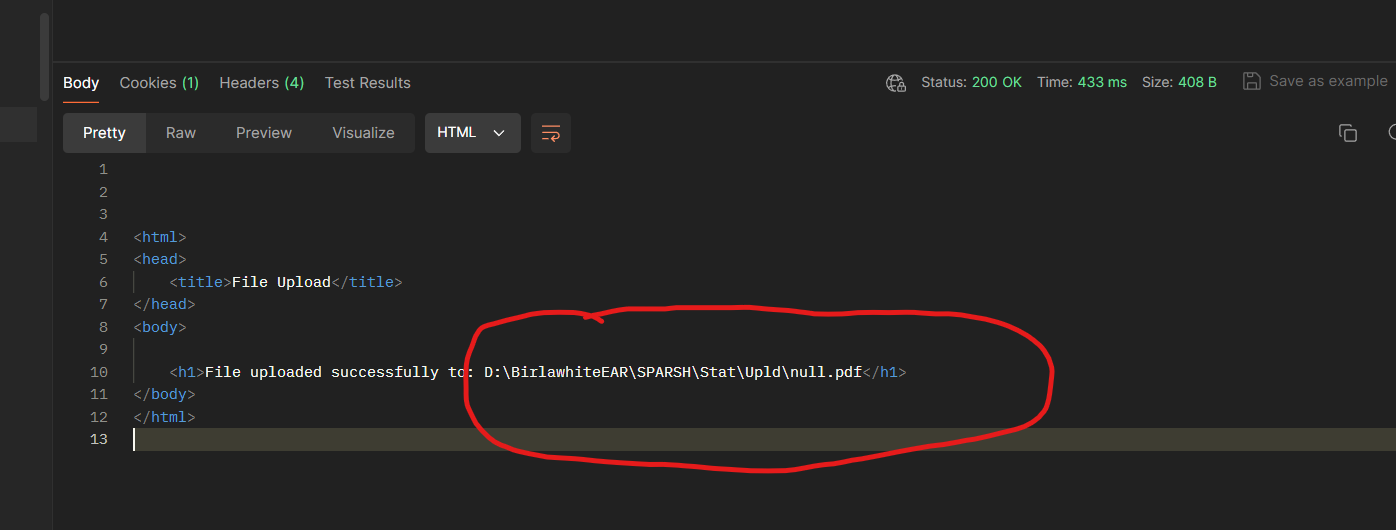 Body Cookies (1) Headers (4) Test Results Status: 200 OK Time: 433 ms Size: 408 B Save as example
Pretty Raw Preview Visualize HTML
1
2
3
4 <html>
5 <head>
6 <title>File Upload</title>
7 </head>
8 <body>
9
10 <h1>File uploaded successfully to: D:\BirlawhiteEAR\SPARSH\Stat\Upld\null.pdf</h1>
11 </body>
12 </html>
13